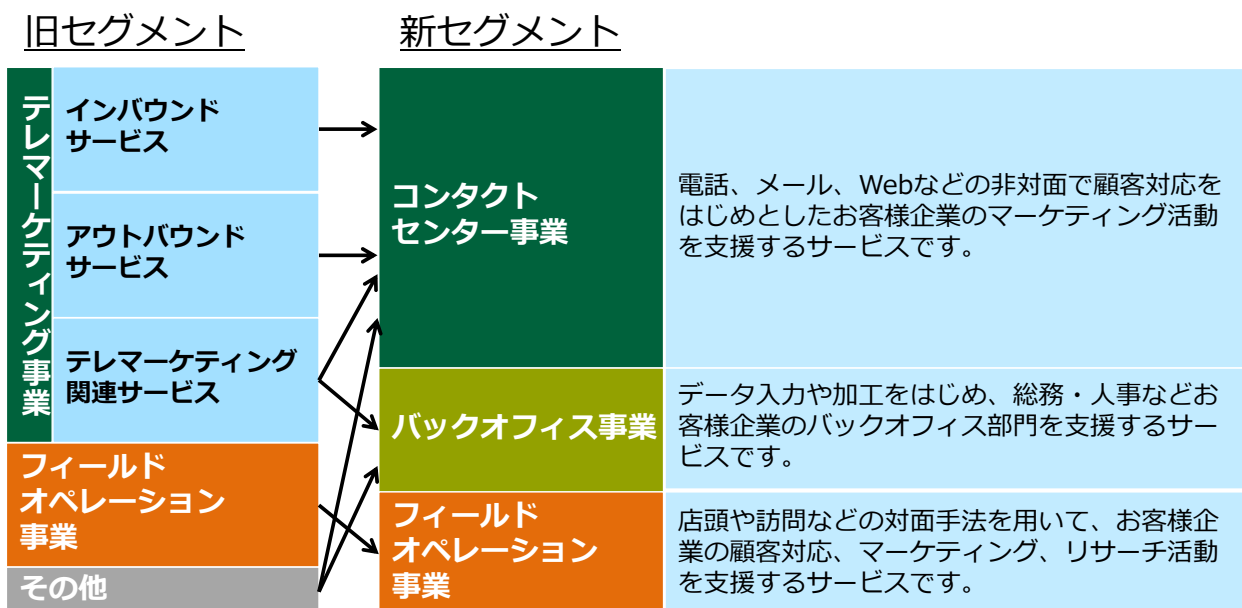 旧セグメント
新セグメント
テレマーケティング事業
インバウンド
サービス
アウトバウンド
サービス
テレマーケティング
関連サービス
フィールド
オペレーション
事業
その他
コンタクト
センター事業
電話、メール、Webなどの非対面で顧客対応を
はじめとしたお客様企業のマーケティング活動
を支援するサービスです。
バックオフィス事業
データ入力や加工をはじめ、総務・人事などお
客様企業のバックオフィス部門を支援するサー
ビスです。
フィールド
オペレーション
事業
店頭や訪問などの対面手法を用いて、お客様企
業の顧客対応、マーケティング、リサーチ活動
を支援するサービスです。